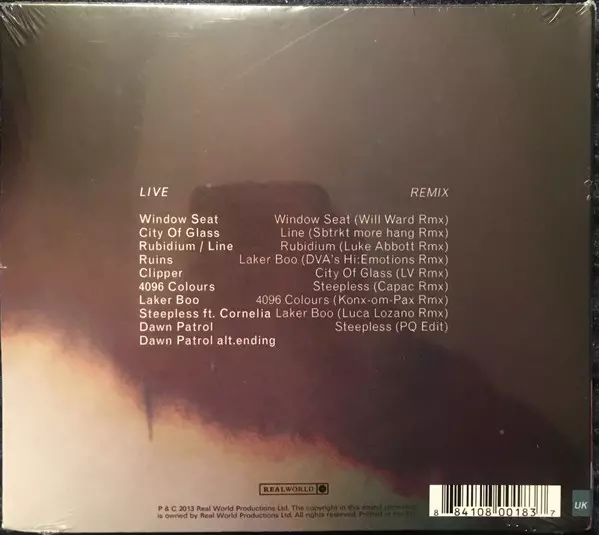 LIVE
Window Seat
City Of Glass
Rubidium / Line
Ruins
Clipper
4096 Colours
Laker Boo
Steepless ft. Cornelia
Dawn Patrol
Dawn Patrol alt.ending
REMIX
Window Seat (Will Ward Rmx)
Line (Sbtrkt more hang Rmx)
Rubidium (Luke Abbott Rmx)
Laker Boo (DVA's Hi:Emotions Rmx)
City Of Glass (LV Rmx)
Steepless (Capac Rmx)
4096 Colours (Konx-om-Pax Rmx)
Laker Boo (Luca Lozano Rmx)
Steepless (PQ Edit)
REALWORLD
P & C 2013 Real World Productions Ltd. The copyright in this sound recording
is owned by Real World Productions Ltd. All rights reserved. Printed in
8 84108 00183 7
UK